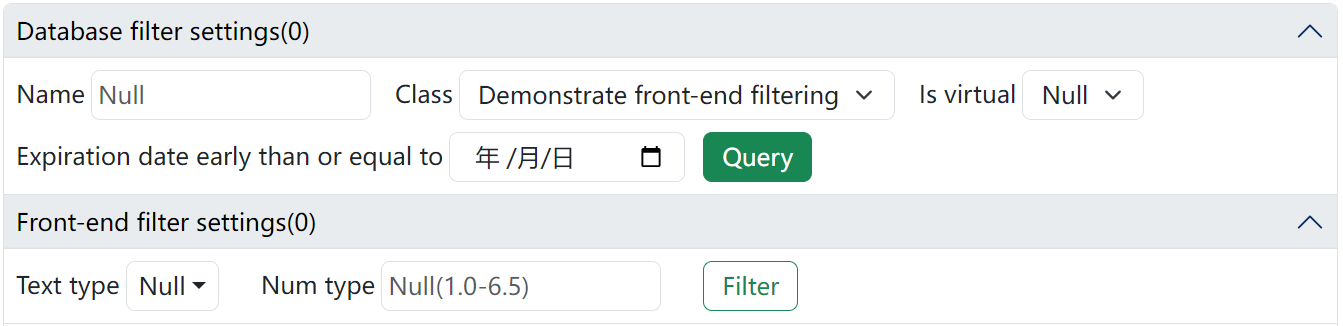 Database filter settings(0)
Name Null Class Demonstrate front-end filtering Is virtual Null
Expiration date early than or equal to 年 /月/日 Query
Front-end filter settings(0)
Text type Null Num type Null(1.0-6.5) Filter